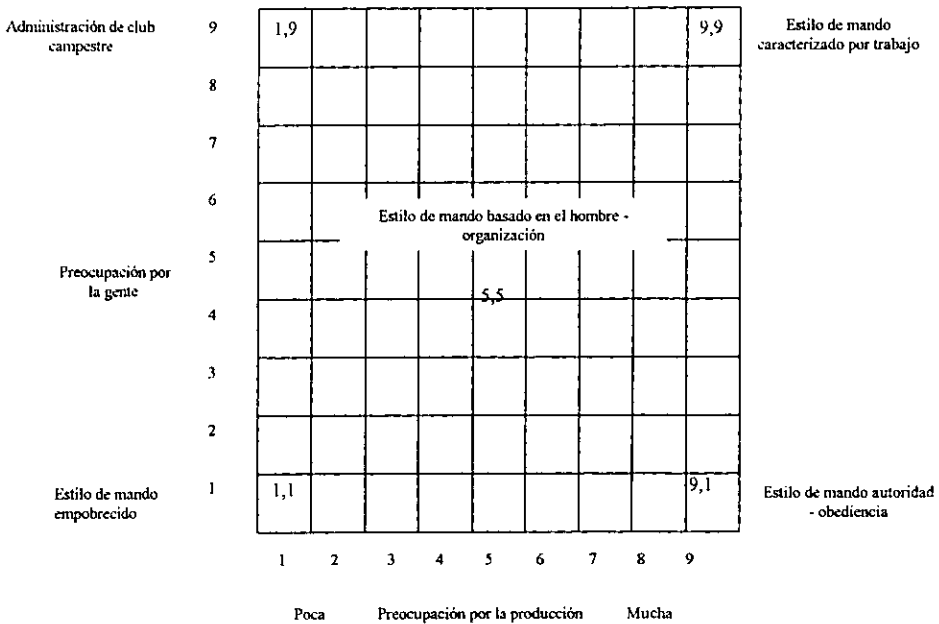 Administración de club
campestre
9
1,9
9,9
Estilo de mando
caracterizado por trabajo
8
7
6
Estilo de mando basado en el hombre -
organización
5
Preocupación por
la gente
5,5
4
3
2
Estilo de mando
empobrecido
1
1,1
9,1
Estilo de mando autoridad
- obediencia
1 2 3 4 5 6 7 8 9
Poca Preocupación por la producción Mucha